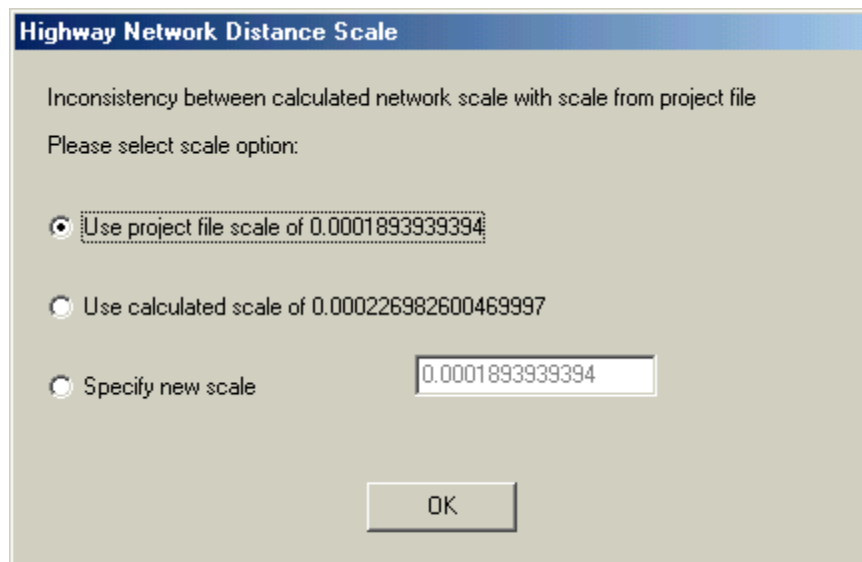 Highway Network Distance Scale
Inconsistency between calculated network scale with scale from project file
Please select scale option:
Use project file scale of 0.0001893939394
Use calculated scale of 0.000226982600469997
Specify new scale 0.0001893939394
OK